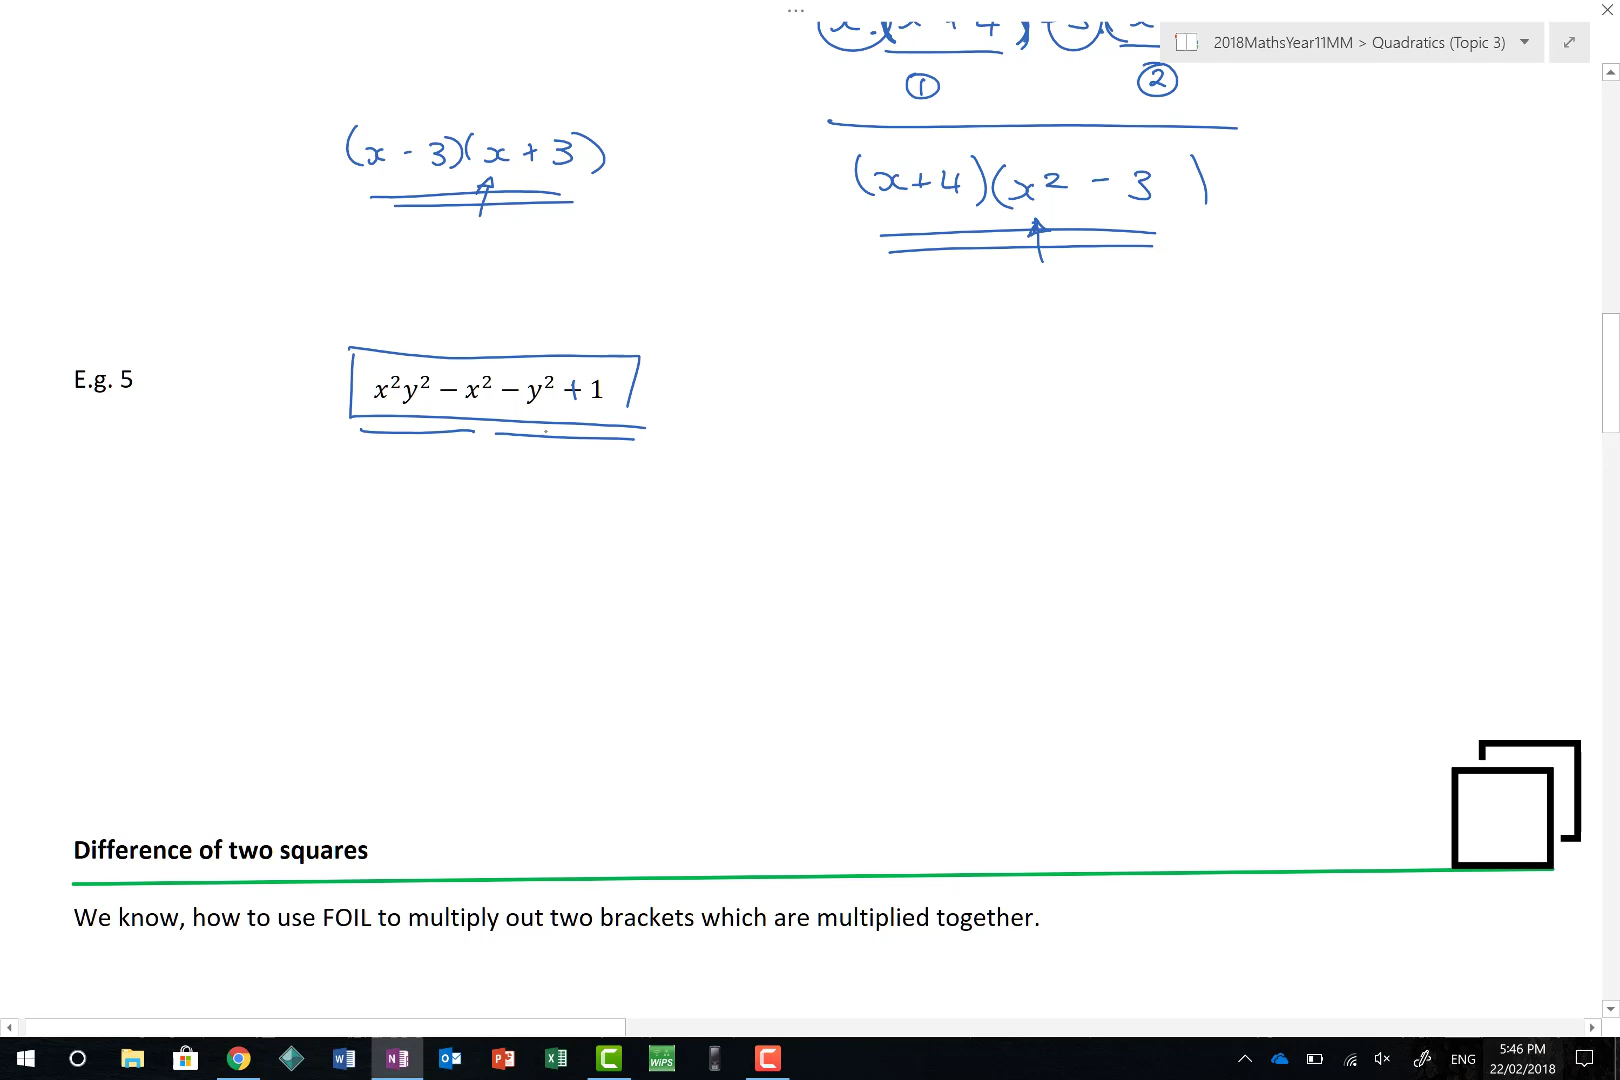 2018MathsYear11MM > Quadratics (Topic 3)
① ②
(x - 3)(x + 3)
(x+4)(x² - 3 )
E.g. 5
x²y² − x² − y² + 1
Difference of two squares
We know, how to use FOIL to multiply out two brackets which are multiplied together.
WiPS
ENG
5:46 PM
22/02/2018